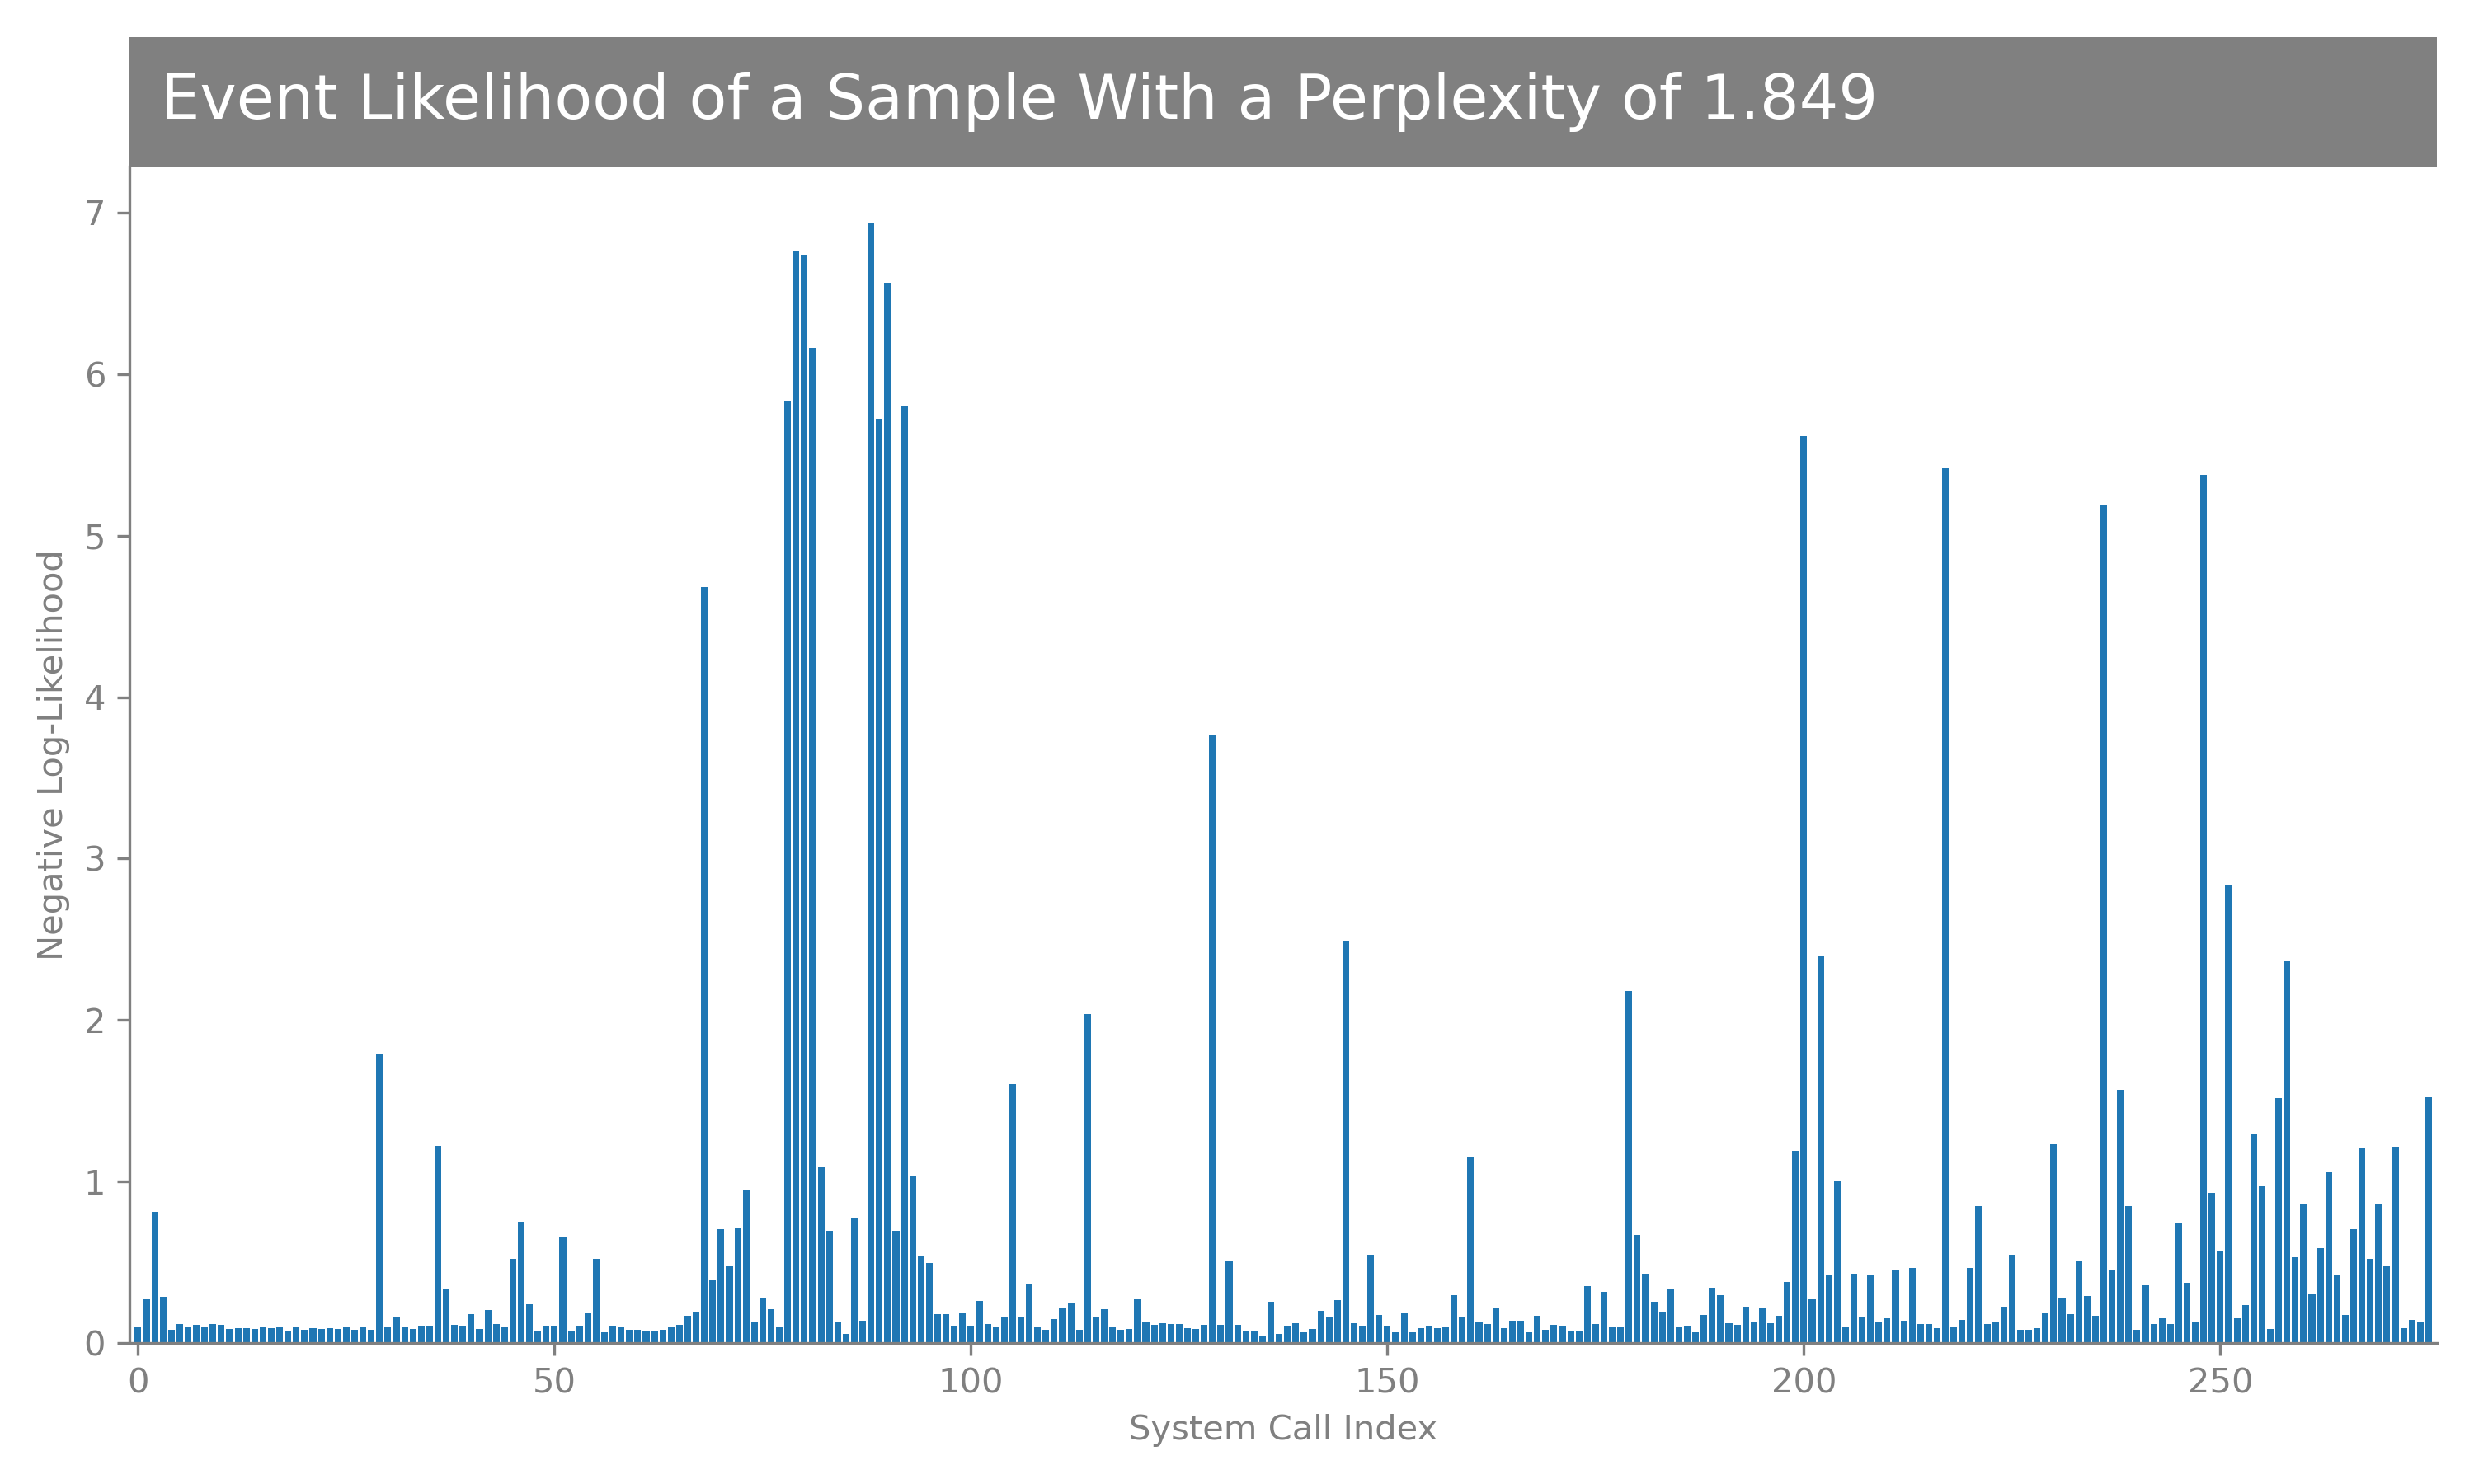 Event Likelihood of a Sample With a Perplexity of 1.849
Negative Log-Likelihood
7
6
5
4
3
2
1
0
0 50 100 150 200 250
System Call Index